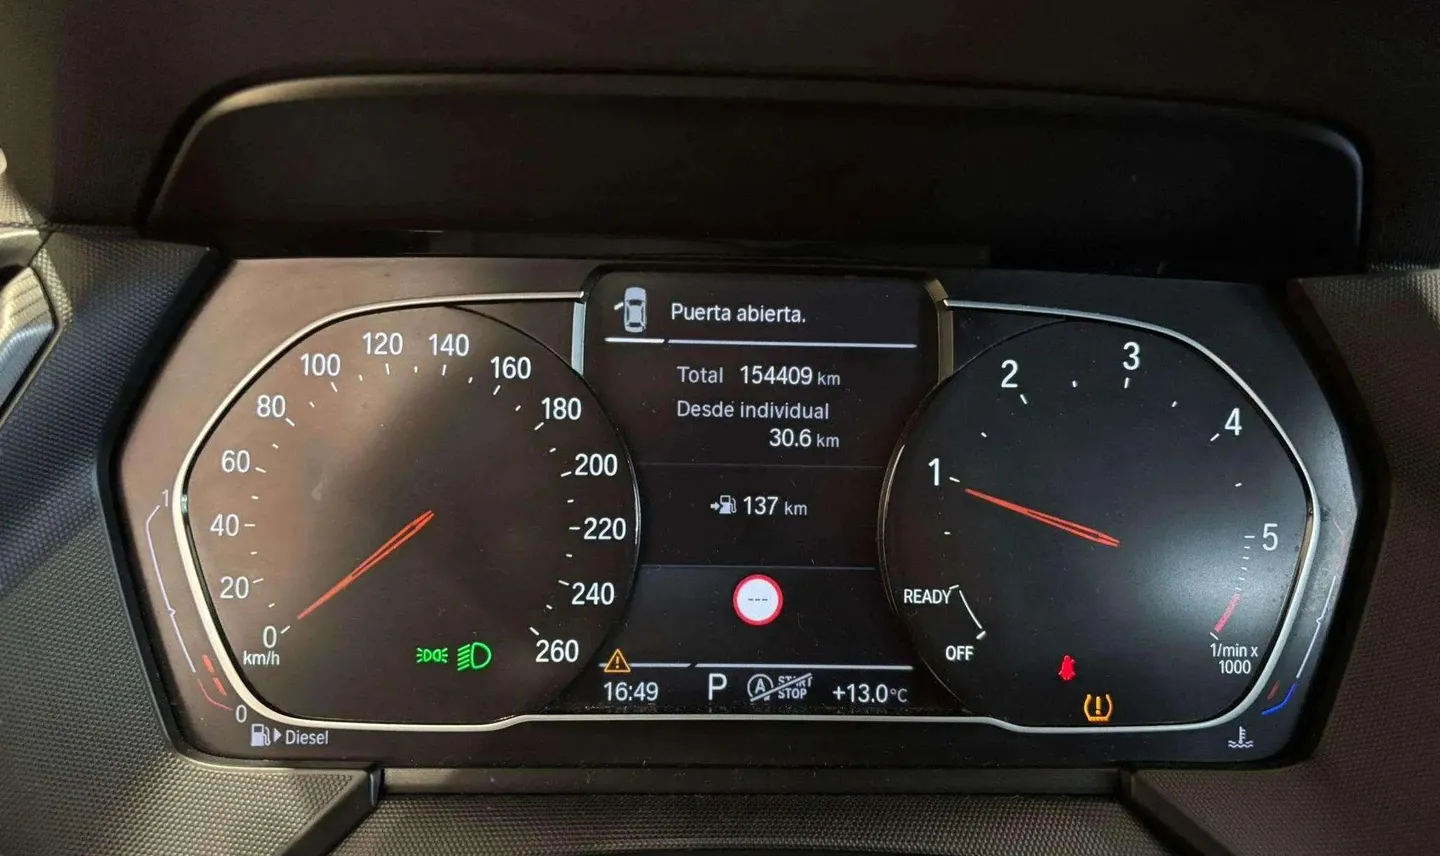 Puerta abierta.
Total 154409 km
Desde individual
30.6 km
137 km
---
16:49 P A START STOP +13.0°C
0 20 40 60 80 100 120 140 160 180 200 220 240 260
km/h
1
0
Diesel
1 2 3 4 5
READY
OFF
1/min x
1000